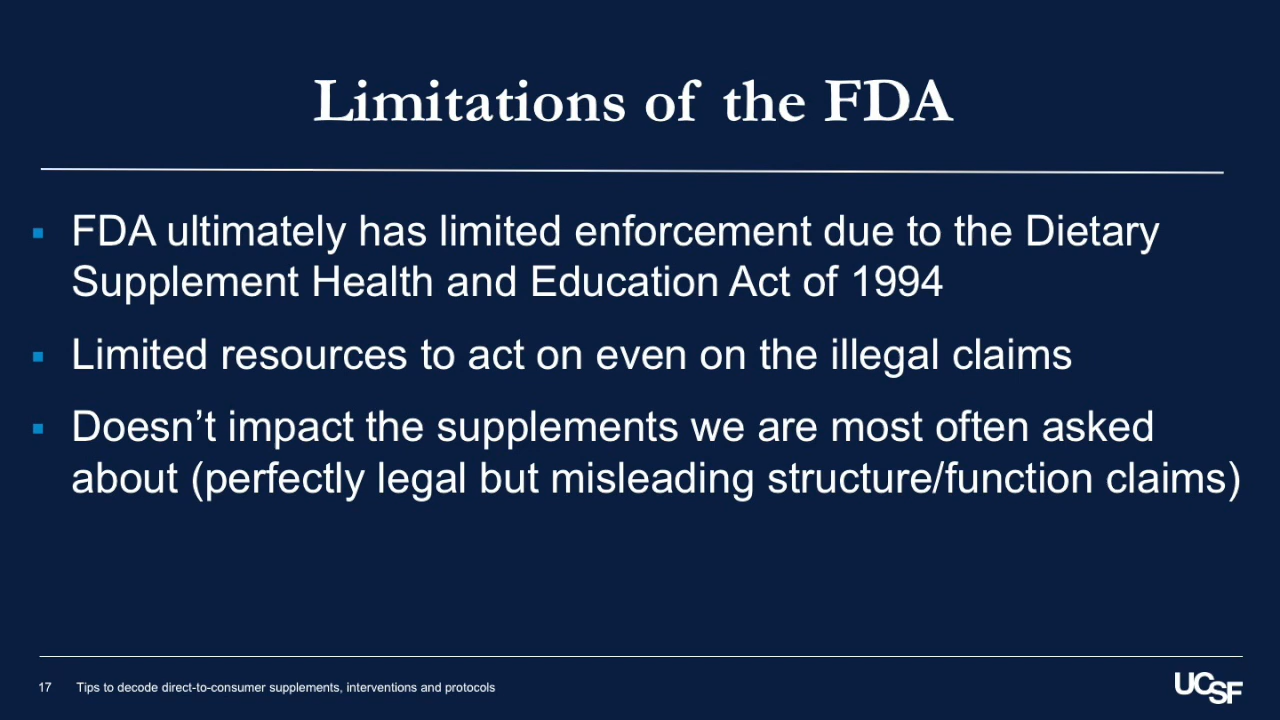 Limitations of the FDA
▪ FDA ultimately has limited enforcement due to the Dietary
Supplement Health and Education Act of 1994
▪ Limited resources to act on even on the illegal claims
▪ Doesn’t impact the supplements we are most often asked
about (perfectly legal but misleading structure/function claims)
17 Tips to decode direct-to-consumer supplements, interventions and protocols
UCSF